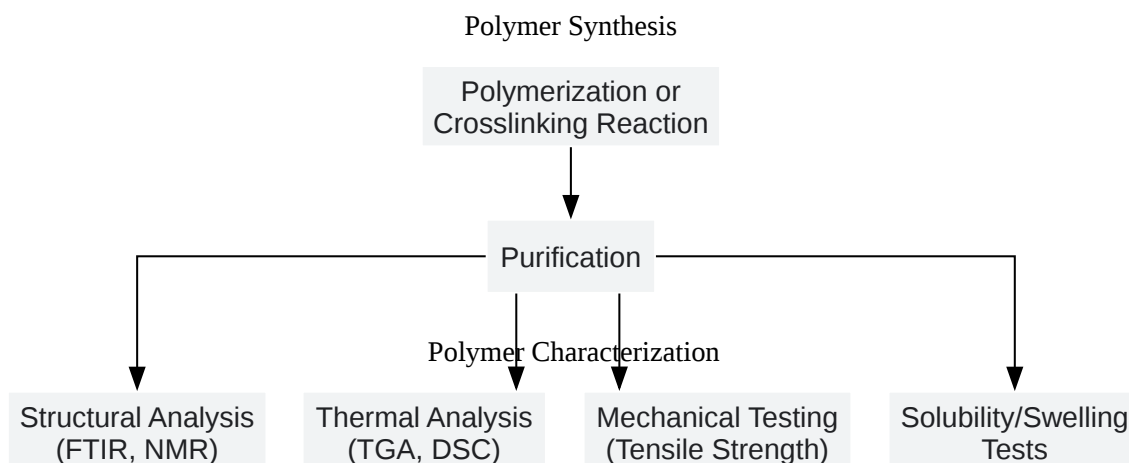 Polymer Synthesis
Polymerization or
Crosslinking Reaction
Purification
Polymer Characterization
Structural Analysis
(FTIR, NMR)
Thermal Analysis
(TGA, DSC)
Mechanical Testing
(Tensile Strength)
Solubility/Swelling
Tests